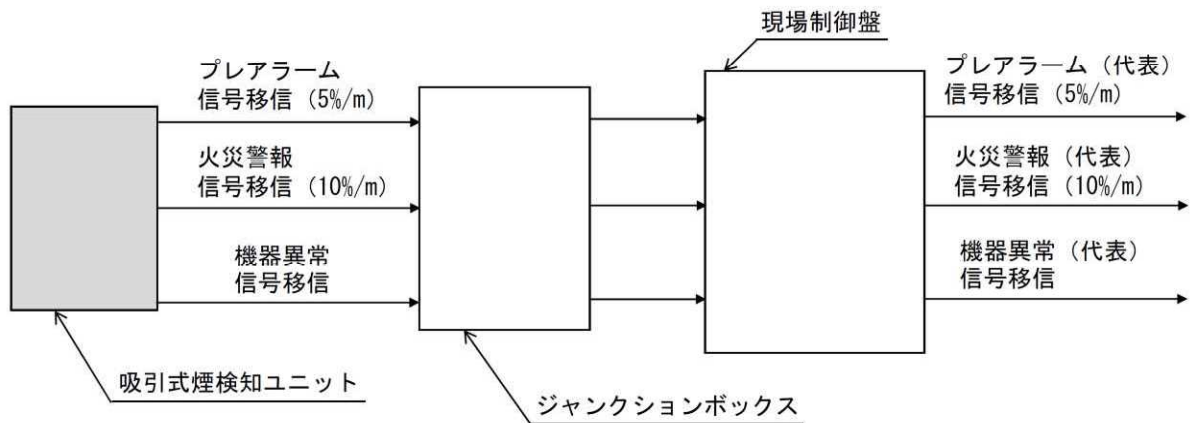 現場制御盤
プレアラーム
信号移信 (5%/m)
火災警報
信号移信 (10%/m)
機器異常
信号移信
プレアラーム (代表)
信号移信 (5%/m)
火災警報 (代表)
信号移信 (10%/m)
機器異常 (代表)
信号移信
吸引式煙検知ユニット
ジャンクションボックス